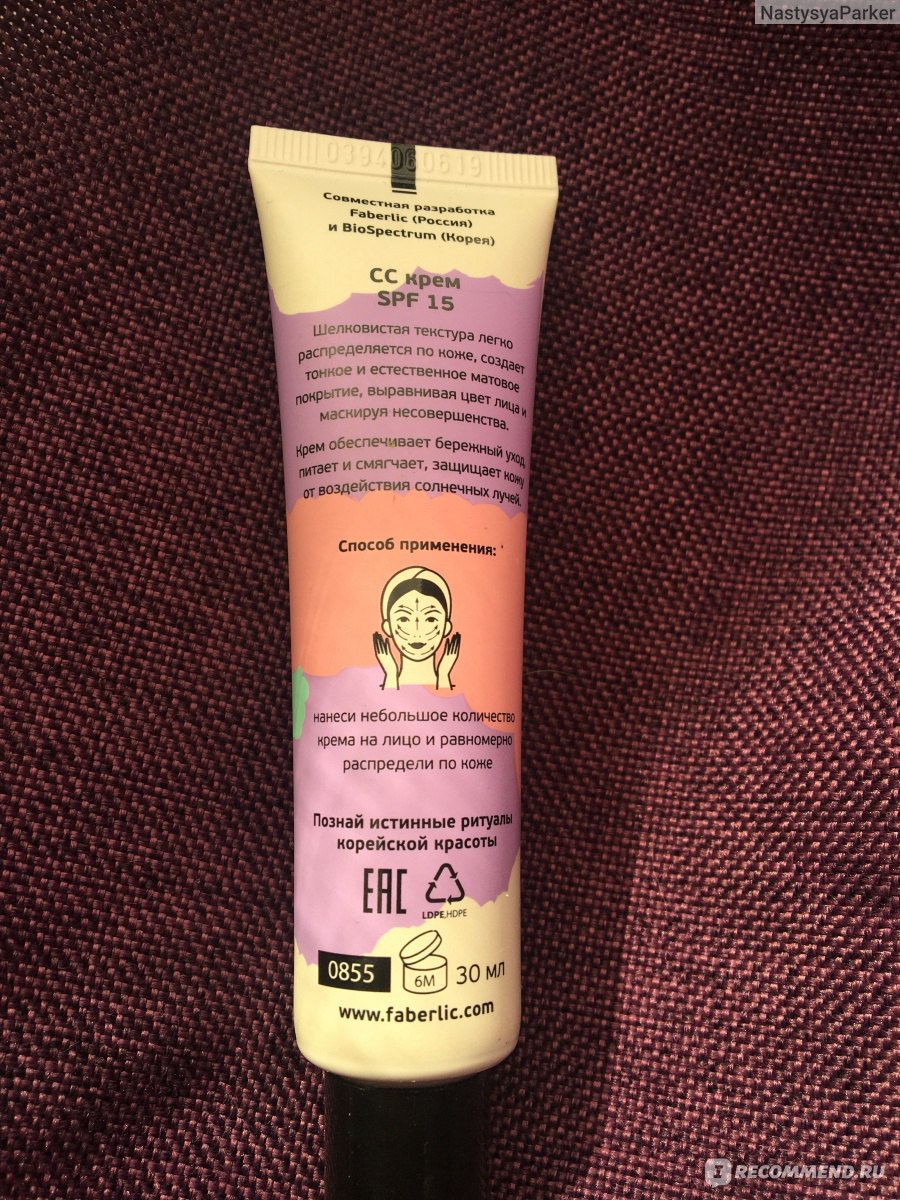 NastysyaParker
0394060619
Совместная разработка
Faberlic (Россия)
и BioSpectrum (Корея)
СС крем
SPF 15
Шелковистая текстура легко
распределяется по коже, создает
тонкое и естественное матовое
покрытие, выравнивая цвет лица и
маскируя несовершенства.
Крем обеспечивает бережный уход,
питает и смягчает, защищает кожу
от воздействия солнечных лучей.
Способ применения:
нанеси небольшое количество
крема на лицо и равномерно
распредели по коже
Познай истинные ритуалы
корейской красоты
EAC
LDPE,HDPE
0855
6M
30 мл
www.faberlic.com
RECOMMEND.RU